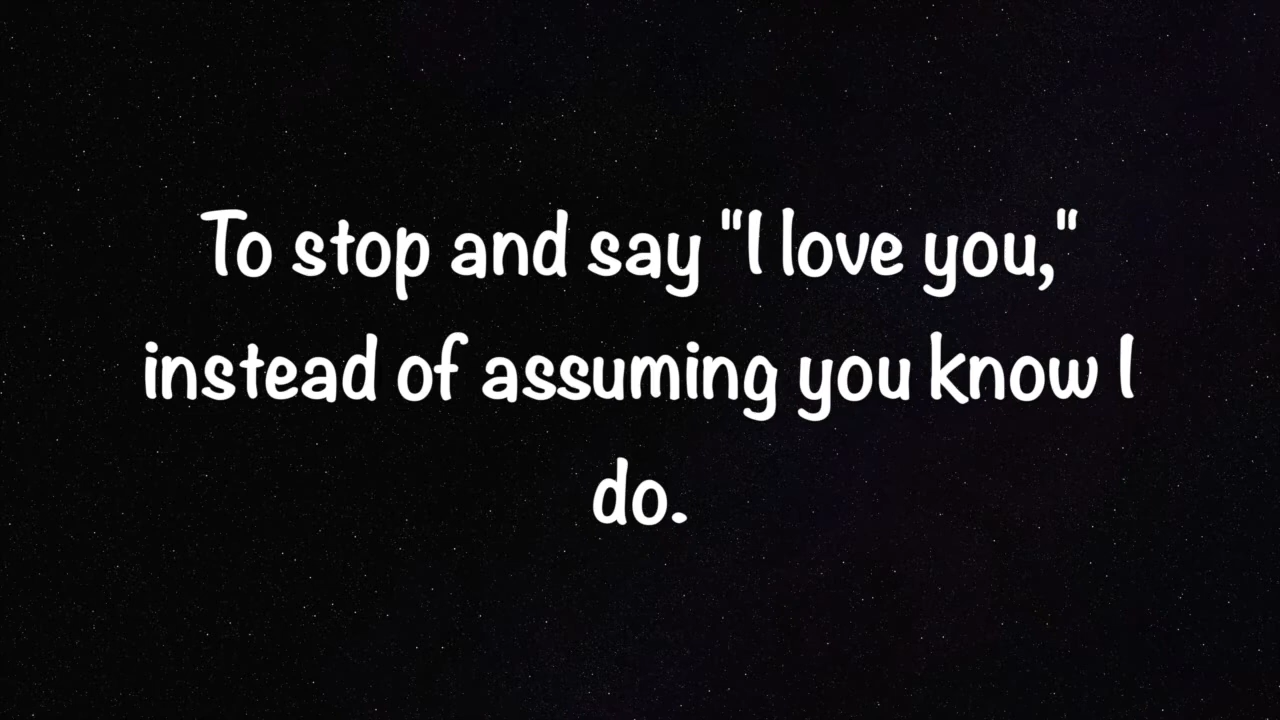 To stop and say "I love you,"
instead of assuming you know I
do.